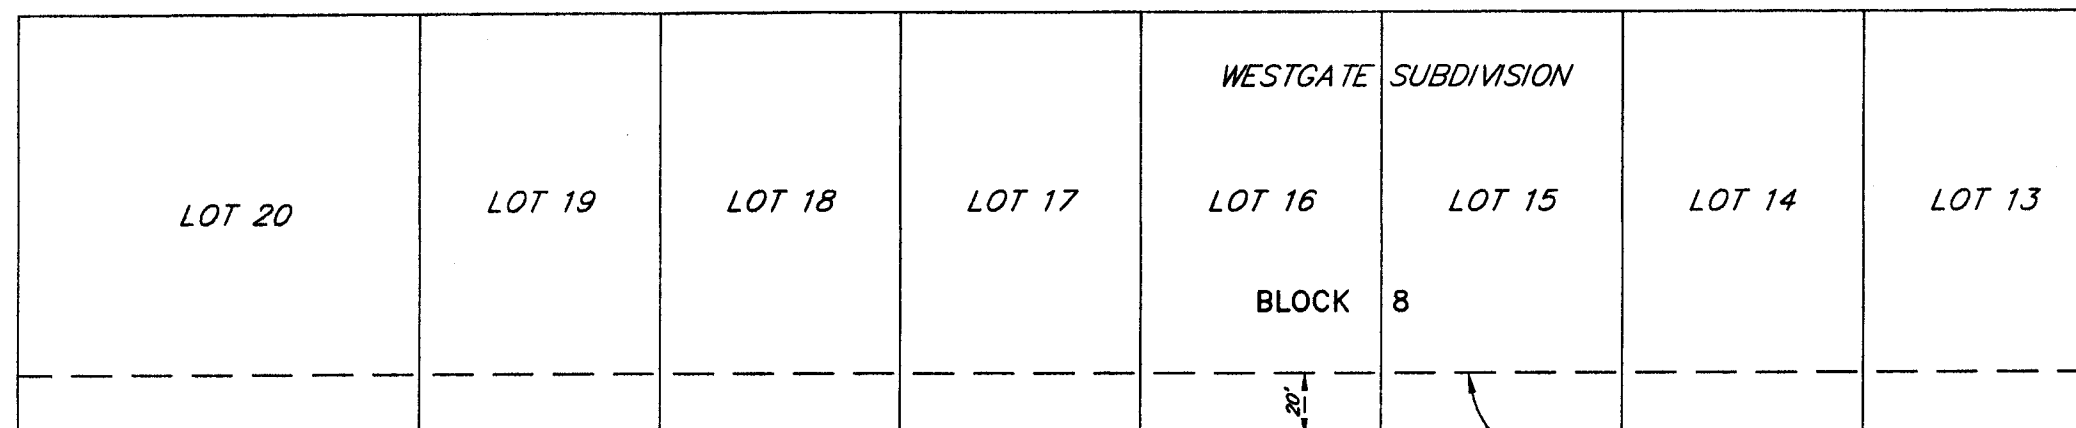 WESTGATE SUBDIVISION
LOT 20
LOT 19
LOT 18
LOT 17
LOT 16
LOT 15
LOT 14
LOT 13
BLOCK 8
20'